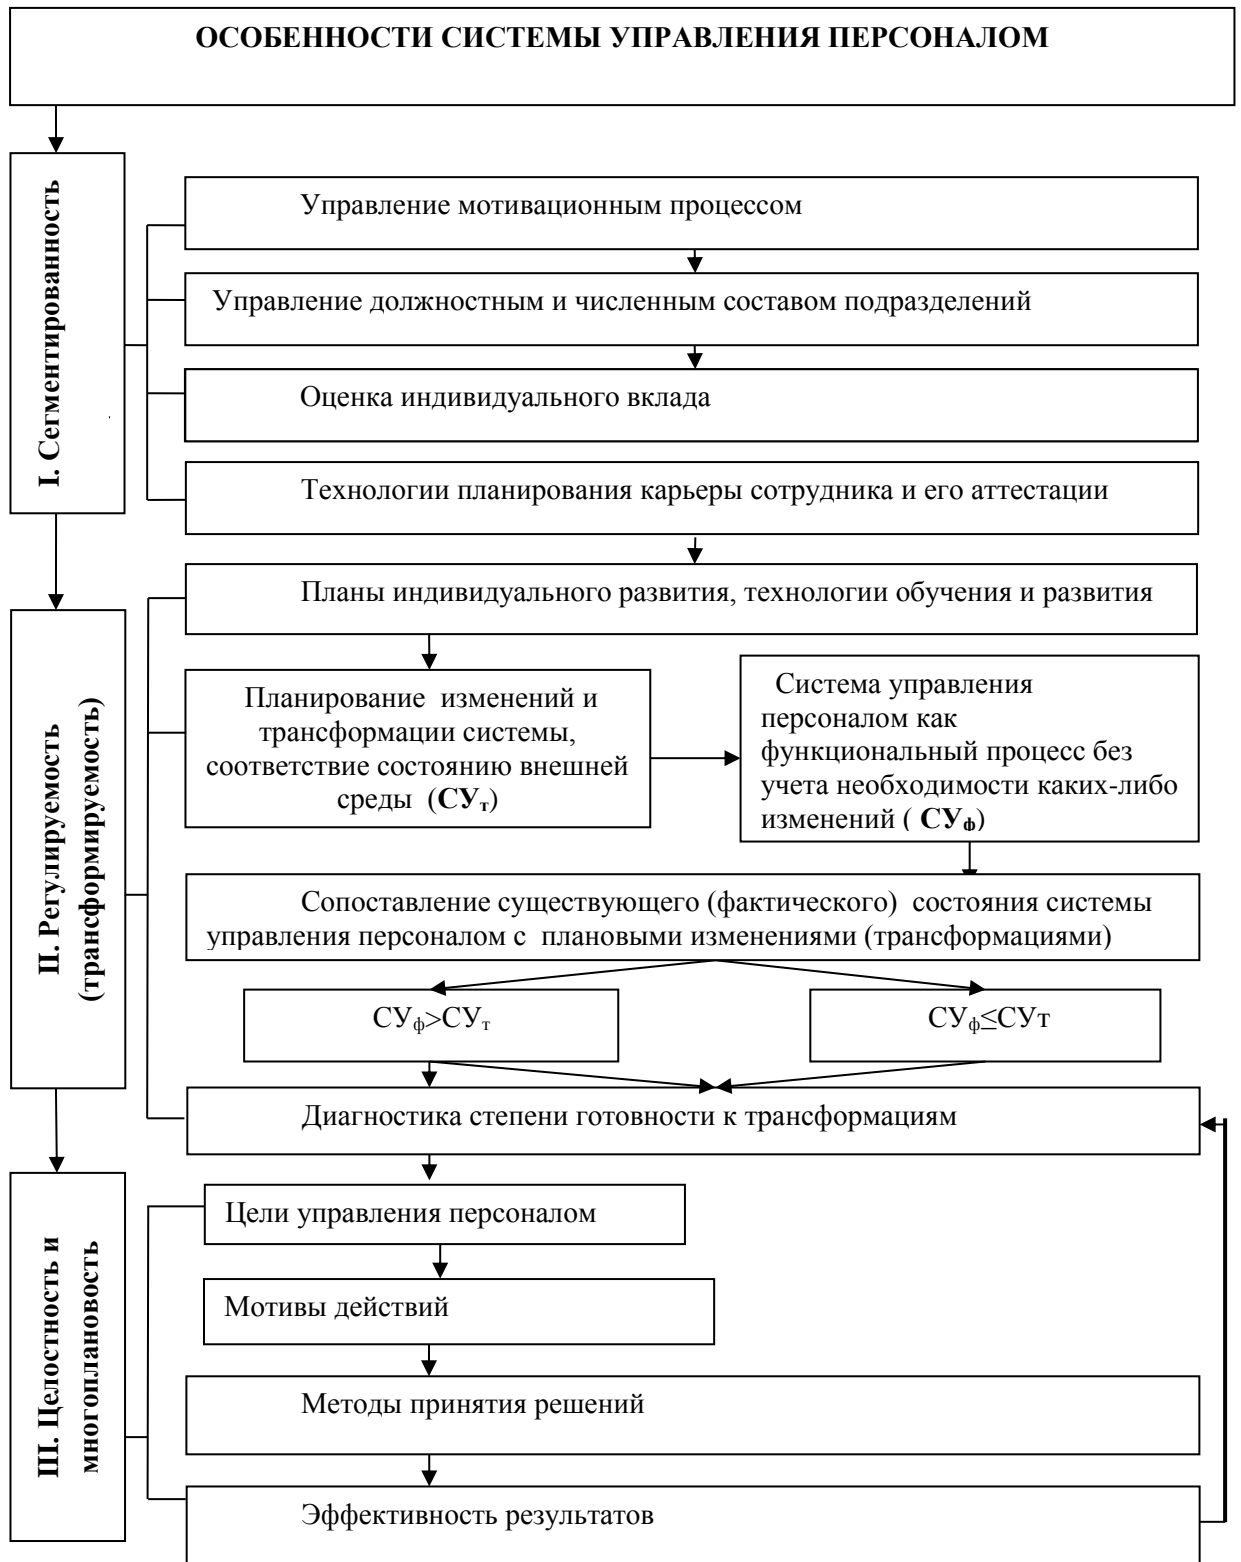 ОСОБЕННОСТИ СИСТЕМЫ УПРАВЛЕНИЯ ПЕРСОНАЛОМ
I. Сегментированность
Управление мотивационным процессом
Управление должностным и численным составом подразделений
Оценка индивидуального вклада
Технологии планирования карьеры сотрудника и его аттестации
II. Регулируемость
(трансформируемость)
Планы индивидуального развития, технологии обучения и развития
Планирование изменений и
трансформации системы,
соответствие состоянию внешней
среды (СУт)
Система управления
персоналом как
функциональный процесс без
учета необходимости каких-либо
изменений ( СУф)
Сопоставление существующего (фактического) состояния системы
управления персоналом с плановыми изменениями (трансформациями)
СУф>СУт
СУф≤СУт
Диагностика степени готовности к трансформациям
III. Целостность и
многоплановость
Цели управления персоналом
Мотивы действий
Методы принятия решений
Эффективность результатов